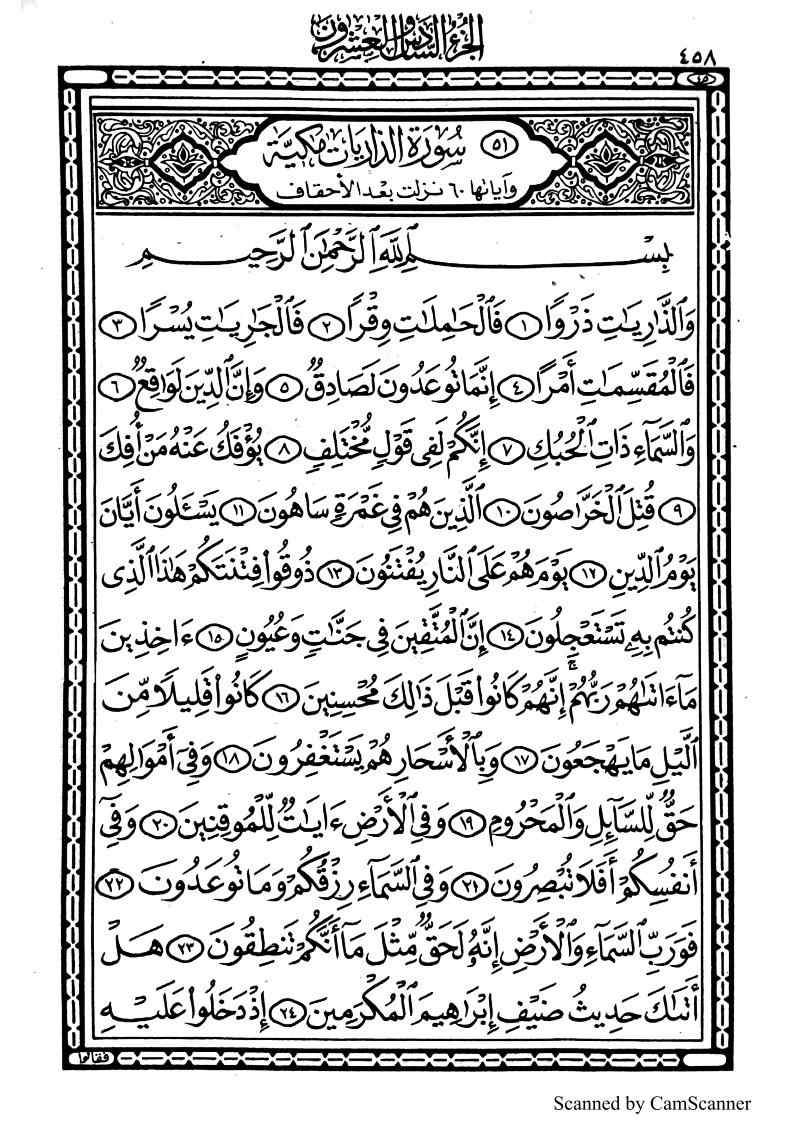 الجزء السادس والعشرون
٤٥٨
٥١ سُورَة الذاريات مكيّة
وآياتها ٦٠ نزلت بعد الأحقاف
بِسْمِ ٱللَّهِ ٱلرَّحْمَٰنِ ٱلرَّحِيمِ
وَٱلذَّٰرِيَٰتِ ذَرْوًا ١ فَٱلْحَٰمِلَٰتِ وِقْرًا ٢ فَٱلْجَٰرِيَٰتِ يُسْرًا ٣
فَٱلْمُقَسِّمَٰتِ أَمْرًا ٤ إِنَّمَا تُوعَدُونَ لَصَادِقٌ ٥ وَإِنَّ ٱلدِّينَ لَوَٰقِعٌ ٦
وَٱلسَّمَآءِ ذَاتِ ٱلْحُبُكِ ٧ إِنَّكُمْ لَفِى قَوْلٍ مُّخْتَلِفٍ ٨ يُؤْفَكُ عَنْهُ مَنْ أُفِكَ
٩ قُتِلَ ٱلْخَرَّٰصُونَ ١٠ ٱلَّذِينَ هُمْ فِى غَمْرَةٍ سَاهُونَ ١١ يَسْـَٔلُونَ أَيَّانَ
يَوْمُ ٱلدِّينِ ١٢ يَوْمَ هُمْ عَلَى ٱلنَّارِ يُفْتَنُونَ ١٣ ذُوقُوا۟ فِتْنَتَكُمْ هَٰذَا ٱلَّذِى
كُنتُم بِهِۦ تَسْتَعْجِلُونَ ١٤ إِنَّ ٱلْمُتَّقِينَ فِى جَنَّٰتٍ وَعُيُونٍ ١٥ ءَاخِذِينَ
مَآ ءَاتَىٰهُمْ رَبُّهُمْ ۚ إِنَّهُمْ كَانُوا۟ قَبْلَ ذَٰلِكَ مُحْسِنِينَ ١٦ كَانُوا۟ قَلِيلًا مِّنَ
ٱلَّيْلِ مَا يَهْجَعُونَ ١٧ وَبِٱلْأَسْحَارِ هُمْ يَسْتَغْفِرُونَ ١٨ وَفِىٓ أَمْوَٰلِهِمْ
حَقٌّ لِّلسَّآئِلِ وَٱلْمَحْرُومِ ١٩ وَفِى ٱلْأَرْضِ ءَايَٰتٌ لِّلْمُوقِنِينَ ٢٠ وَفِىٓ
أَنفُسِكُمْ أَفَلَا تُبْصِرُونَ ٢١ وَفِى ٱلسَّمَآءِ رِزْقُكُمْ وَمَا تُوعَدُونَ ٢٢
فَوَرَبِّ ٱلسَّمَآءِ وَٱلْأَرْضِ إِنَّهُۥ لَحَقٌّ مِّثْلَ مَآ أَنَّكُمْ تَنطِقُونَ ٢٣ هَلْ
أَتَىٰكَ حَدِيثُ ضَيْفِ إِبْرَٰهِيمَ ٱلْمُكْرَمِينَ ٢٤ إِذْ دَخَلُوا۟ عَلَيْهِ
فقالوا
Scanned by CamScanner